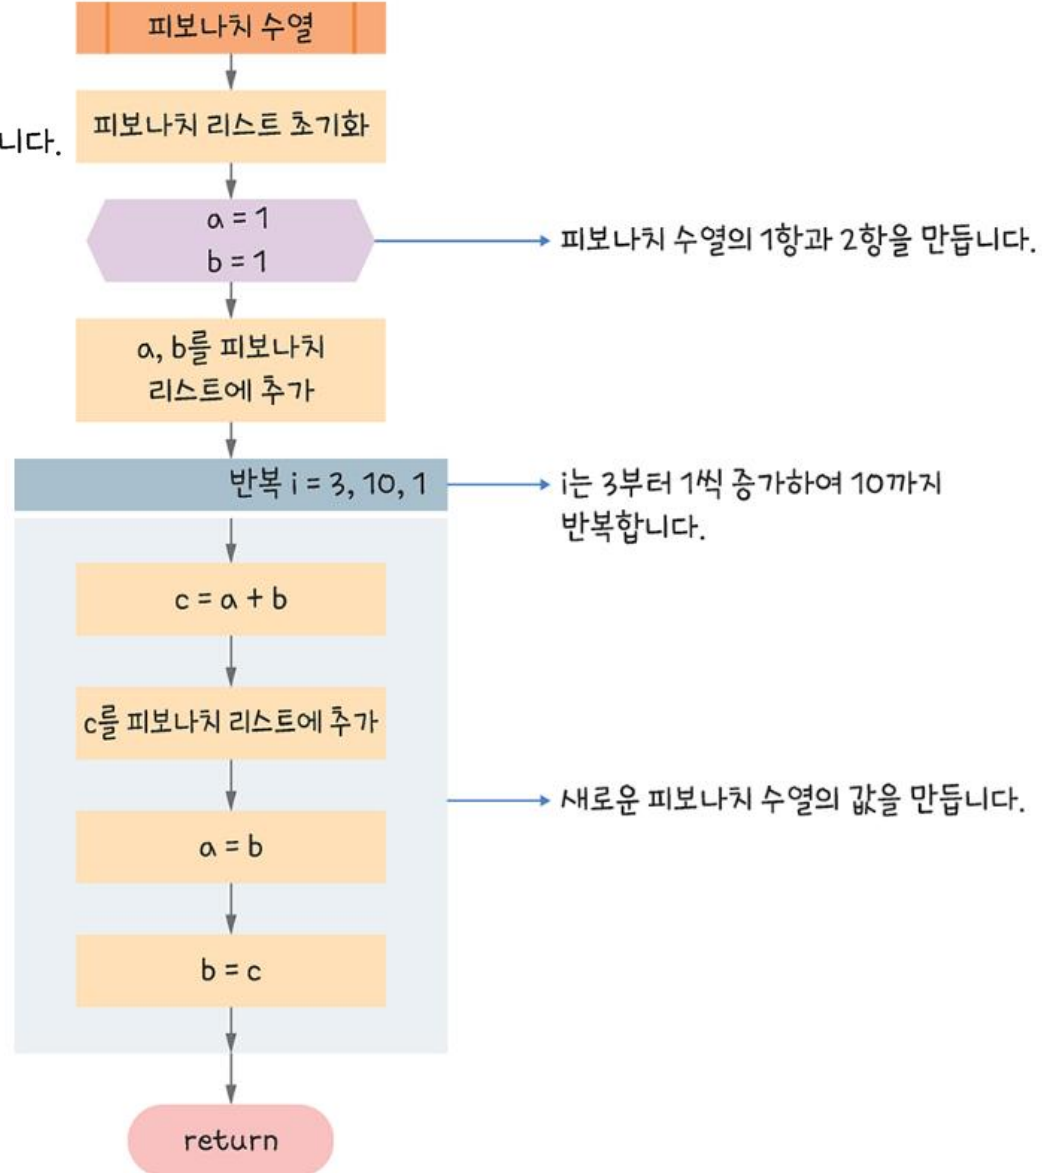 피보나치 수열
피보나치 리스트 초기화
니다.
a = 1
b = 1
피보나치 수열의 1항과 2항을 만듭니다.
a, b를 피보나치
리스트에 추가
반복 i = 3, 10, 1
i는 3부터 1씩 증가하여 10까지
반복합니다.
c = a + b
c를 피보나치 리스트에 추가
새로운 피보나치 수열의 값을 만듭니다.
a = b
b = c
return